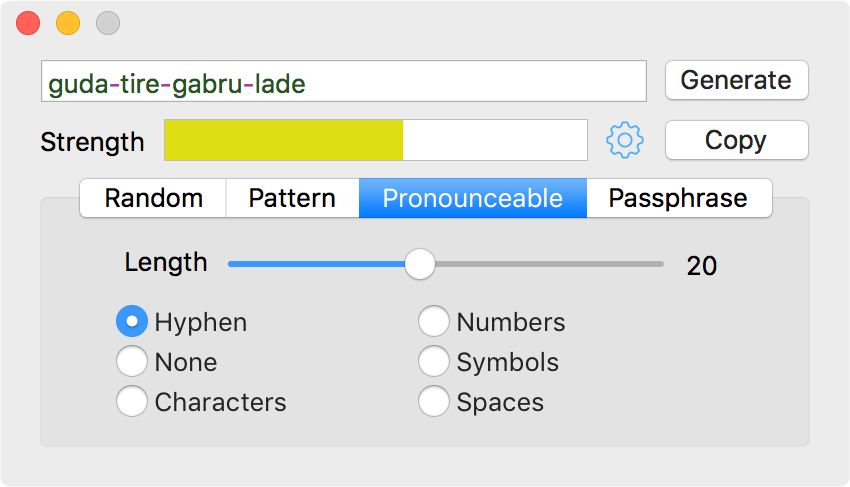 guda-tire-gabru-lade Generate
Strength Copy
Random Pattern Pronounceable Passphrase
Length 20
Hyphen Numbers
None Symbols
Characters Spaces